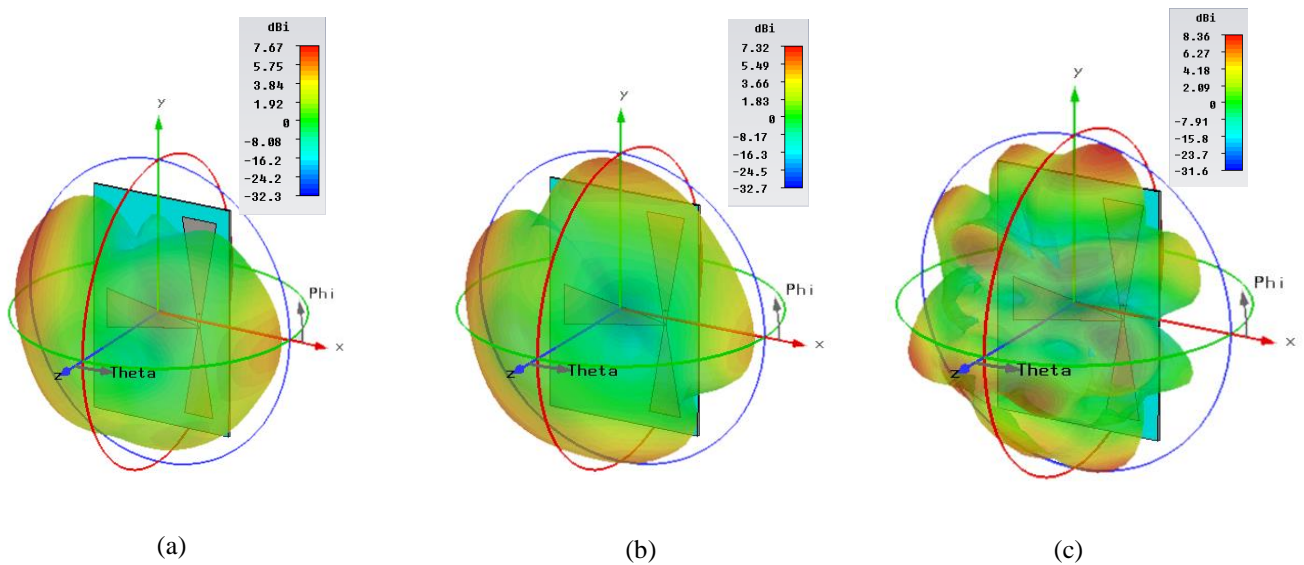 dBi
7.67
5.75
3.84
1.92
0
-8.08
-16.2
-24.2
-32.3
y
Phi
x
z
Theta
(a)
dBi
7.32
5.49
3.66
1.83
0
-8.17
-16.3
-24.5
-32.7
y
Phi
x
z
Theta
(b)
dBi
8.36
6.27
4.18
2.09
0
-7.91
-15.8
-23.7
-31.6
y
Phi
x
z
Theta
(c)